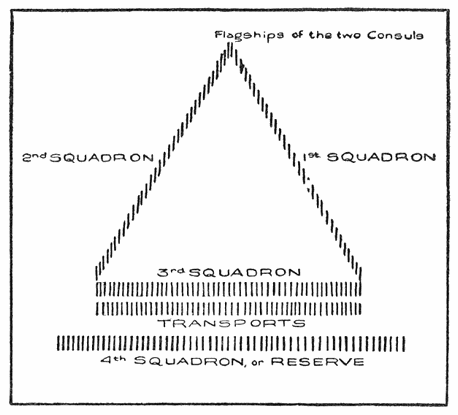 Flagships of the two Consuls
2nd SQUADRON
1st SQUADRON
3rd SQUADRON
TRANSPORTS
4th SQUADRON, or RESERVE